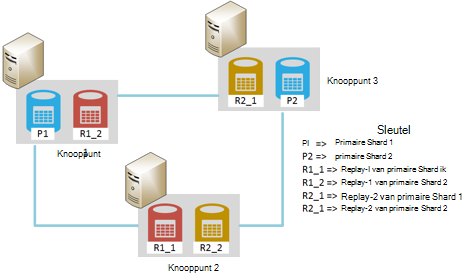 Knooppunt 3
R2_1 P2
P1 R1_2
Knooppunt
1
R1_1 R2_2
Knooppunt 2
Sleutel
PI => Primaire Shard 1
P2 => primaire Shard 2
R1_1 => Replay-I van primaire Shard ik
R1_2 => Replay-1 van primaire Shard 2
R2_1 => Replay-2 van primaire Shard 1
R2_1 => Replay-2 van primaire Shard 2